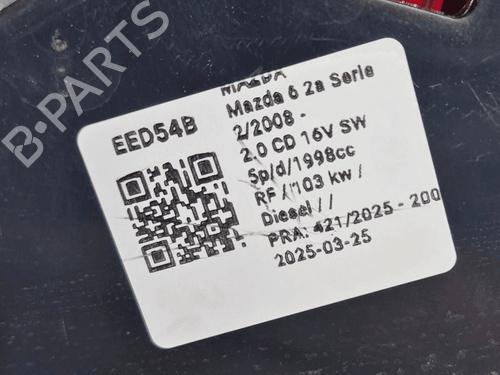 B-PARTS
EED54B
MAZDA
Mazda 6 2a Serie
2/2008 -
2.0 CD 16V SW
5p/d/1998cc
RF / 103 kw /
Diesel / /
PRA: 421/2025 - 200
2025-03-25